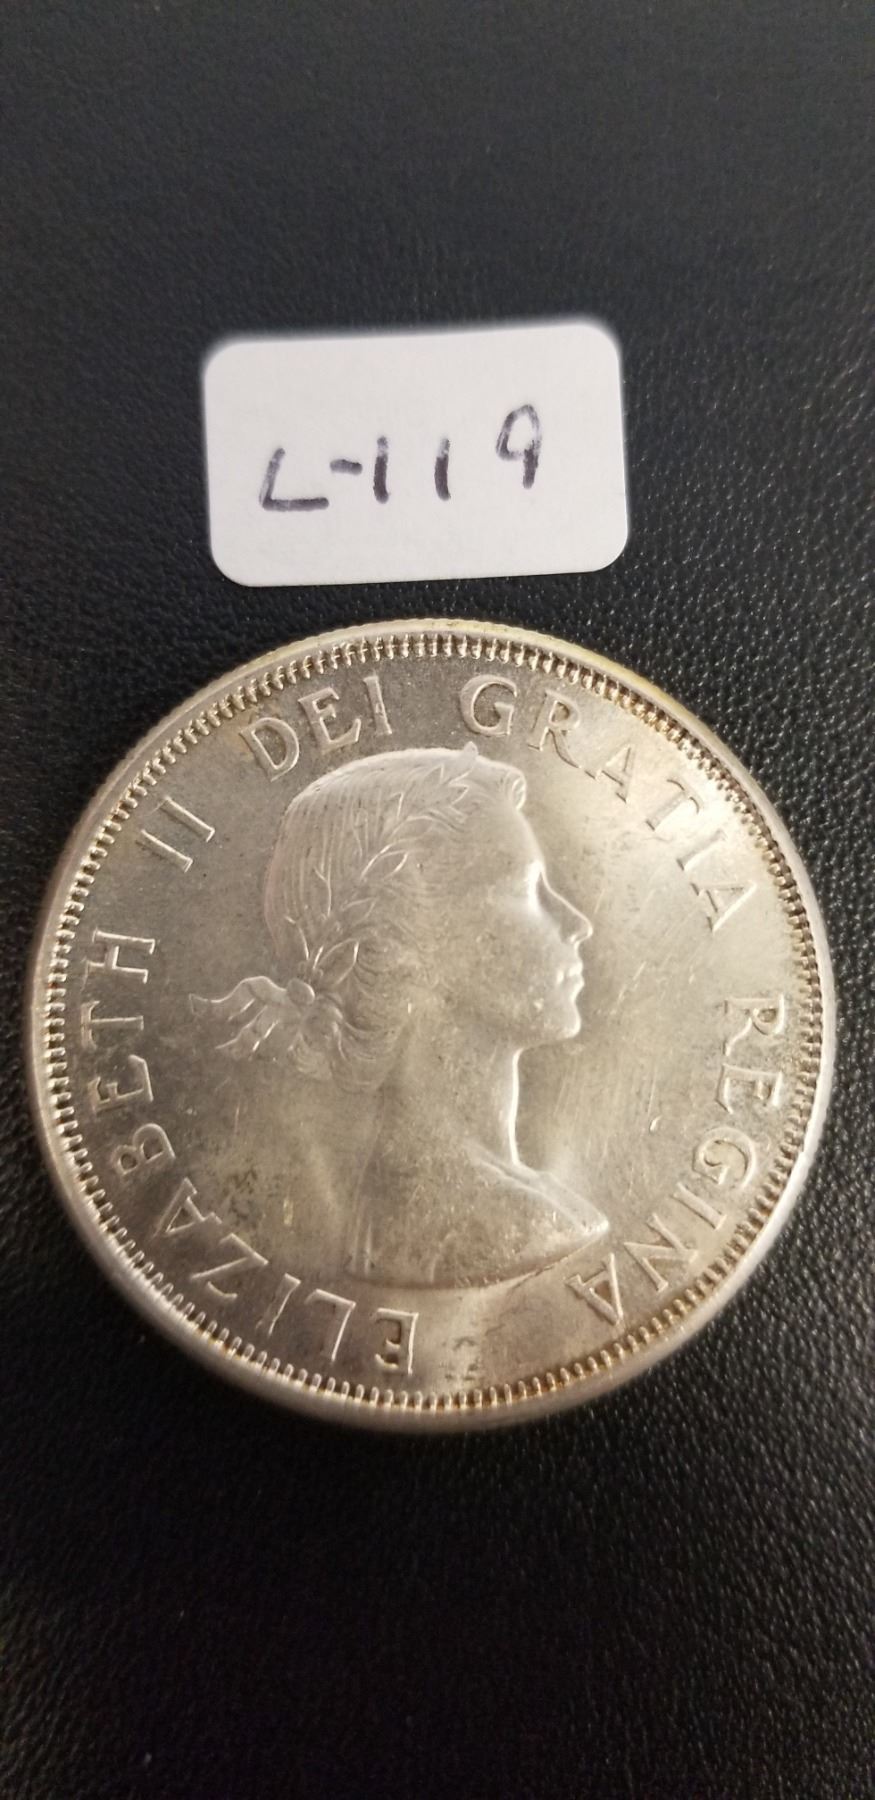 L-119
ELIZABETH II DEI GRATIA REGINA